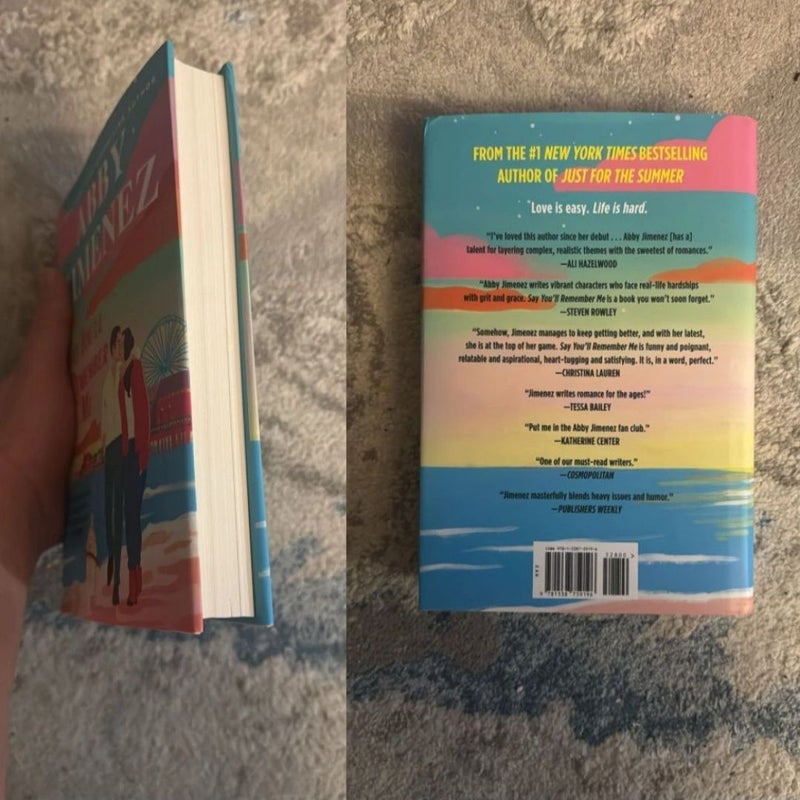 ABBY
JIMENEZ
FROM THE #1 NEW YORK TIMES BESTSELLING
AUTHOR OF JUST FOR THE SUMMER
Love is easy. Life is hard.
“I’ve loved this author since her debut . . . Abby Jimenez [has a]
talent for layering complex, realistic themes with the sweetest of romances.”
—ALI HAZELWOOD
“Abby Jimenez writes vibrant characters who face real-life hardships
with grit and grace. Say You’ll Remember Me is a book you won’t soon forget.”
—STEVEN ROWLEY
“Somehow, Jimenez manages to keep getting better, and with her latest,
she is at the top of her game. Say You’ll Remember Me is funny and poignant,
relatable and aspirational, heart-tugging and satisfying. It is, in a word, perfect.”
—CHRISTINA LAUREN
“Jimenez writes romance for the ages!”
—TESSA BAILEY
“Put me in the Abby Jimenez fan club.”
—KATHERINE CENTER
“One of our must-read writers.”
—COSMOPOLITAN
“Jimenez masterfully blends heavy issues and humor.”
—PUBLISHERS WEEKLY
9 781538 759196